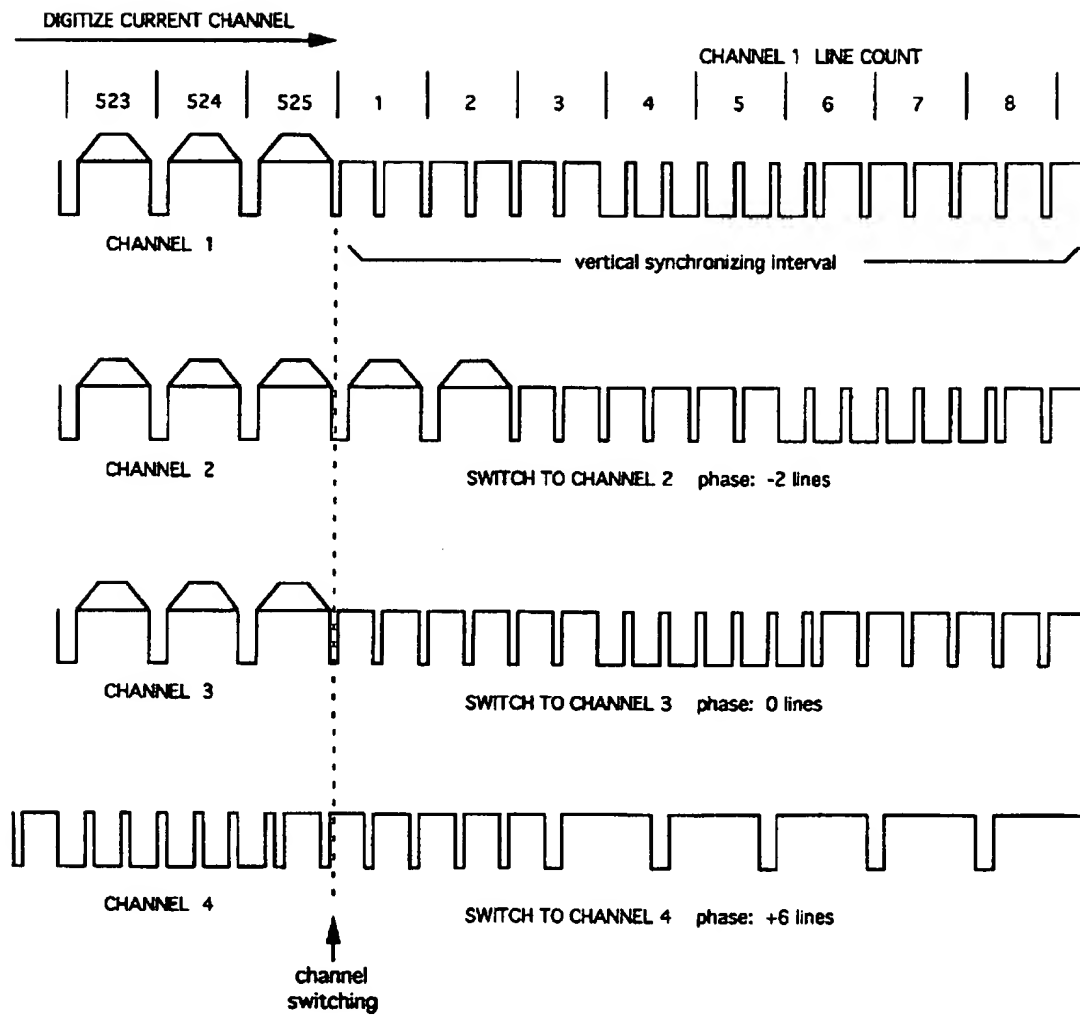 DIGITIZE CURRENT CHANNEL
CHANNEL 1 LINE COUNT
523 524 525 1 2 3 4 5 6 7 8
CHANNEL 1
vertical synchronizing interval
CHANNEL 2
SWITCH TO CHANNEL 2 phase: -2 lines
CHANNEL 3
SWITCH TO CHANNEL 3 phase: 0 lines
CHANNEL 4
SWITCH TO CHANNEL 4 phase: +6 lines
channel
switching